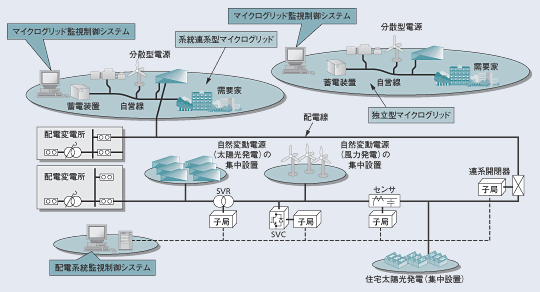 マイクログリッド監視制御システム
分散型電源
系統連系型マイクログリッド
蓄電装置
自営線
需要家
マイクログリッド監視制御システム
分散型電源
需要家
蓄電装置
自営線
独立型マイクログリッド
配電変電所
配電変電所
自然変動電源
(太陽光発電)の
集中設置
配電線
自然変動電源
(風力発電)の
集中設置
連系開閉器
子局
SVR
子局
SVC
子局
センサ
子局
配電系統監視制御システム
住宅太陽光発電(集中設置)